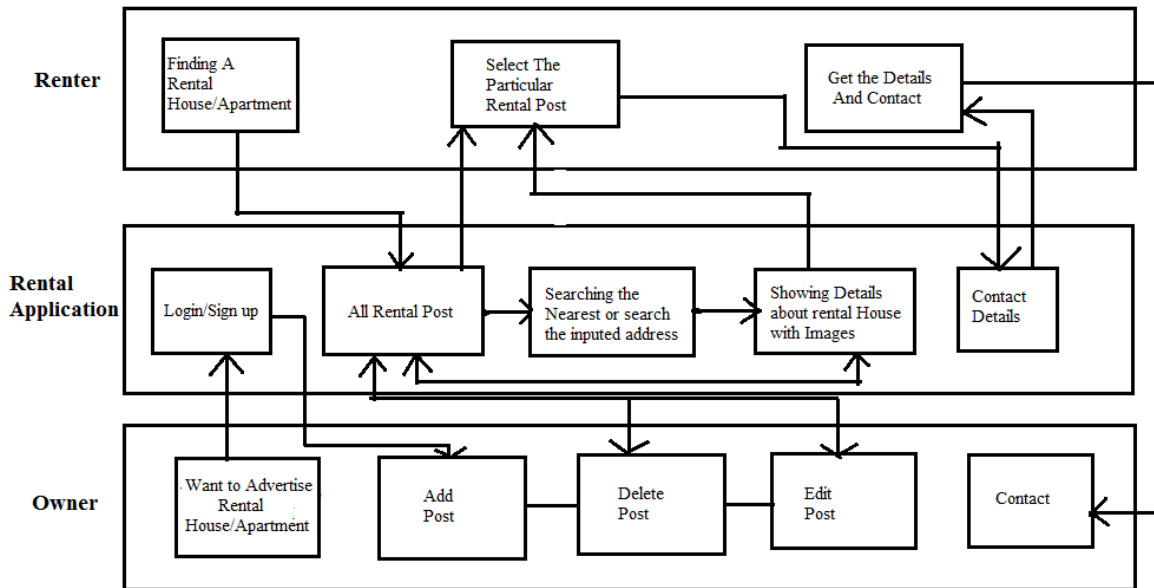 Renter
Finding A
Rental
House/Apartment
Select The
Particular
Rental Post
Get the Details
And Contact
Rental
Application
Login/Sign up
All Rental Post
Searching the
Nearest or search
the inputed address
Showing Details
about rental House
with Images
Contact
Details
Owner
Want to Advertise
Rental
House/Apartment
Add
Post
Delete
Post
Edit
Post
Contact